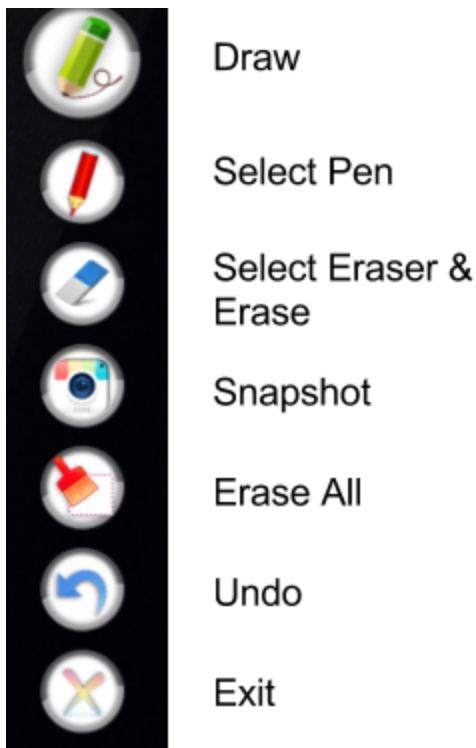 Draw
Select Pen
Select Eraser &
Erase
Snapshot
Erase All
Undo
Exit